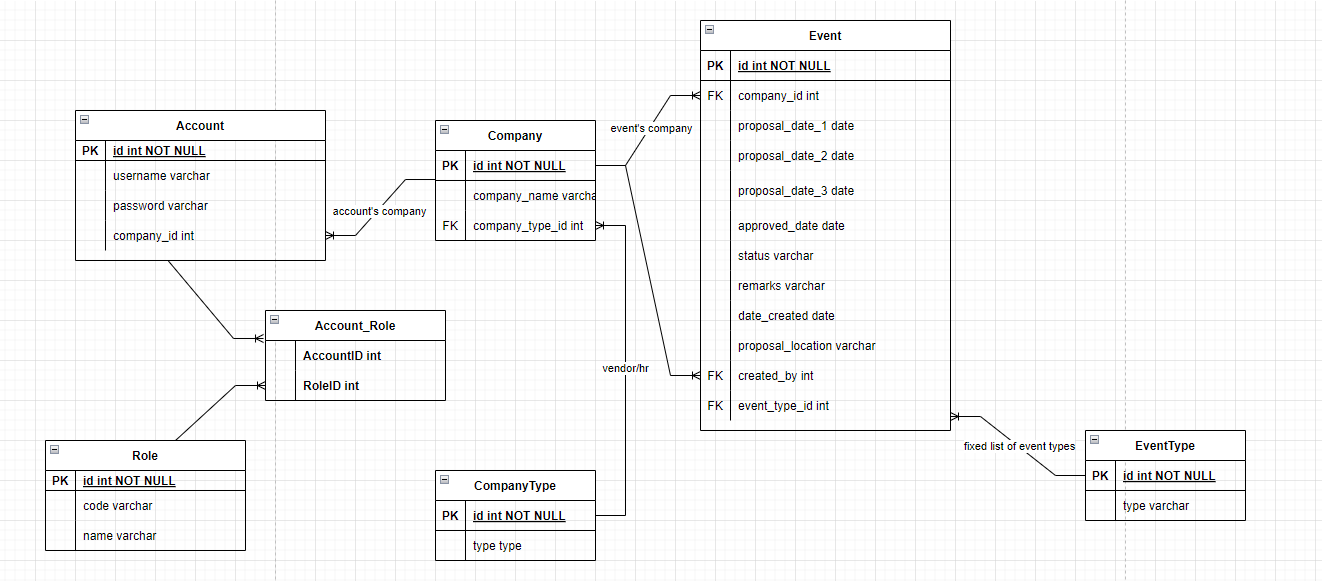 Event
PK id int NOT NULL
FK company_id int
proposal_date_1 date
proposal_date_2 date
proposal_date_3 date
approved_date date
status varchar
remarks varchar
date_created date
proposal_location varchar
FK created_by int
FK event_type_id int
Account
PK id int NOT NULL
username varchar
password varchar
company_id int
Company
PK id int NOT NULL
company_name varcha
FK company_type_id int
event's company
account's company
Account_Role
AccountID int
RoleID int
vendor/hr
Role
PK id int NOT NULL
code varchar
name varchar
CompanyType
PK id int NOT NULL
type type
fixed list of event types
EventType
PK id int NOT NULL
type varchar